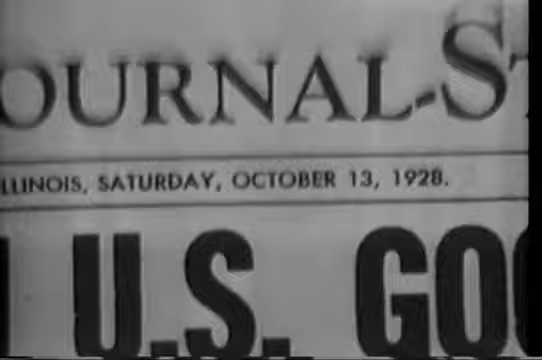 OURNAL-S
LLINOIS, SATURDAY, OCTOBER 13, 1928.
U.S. GO